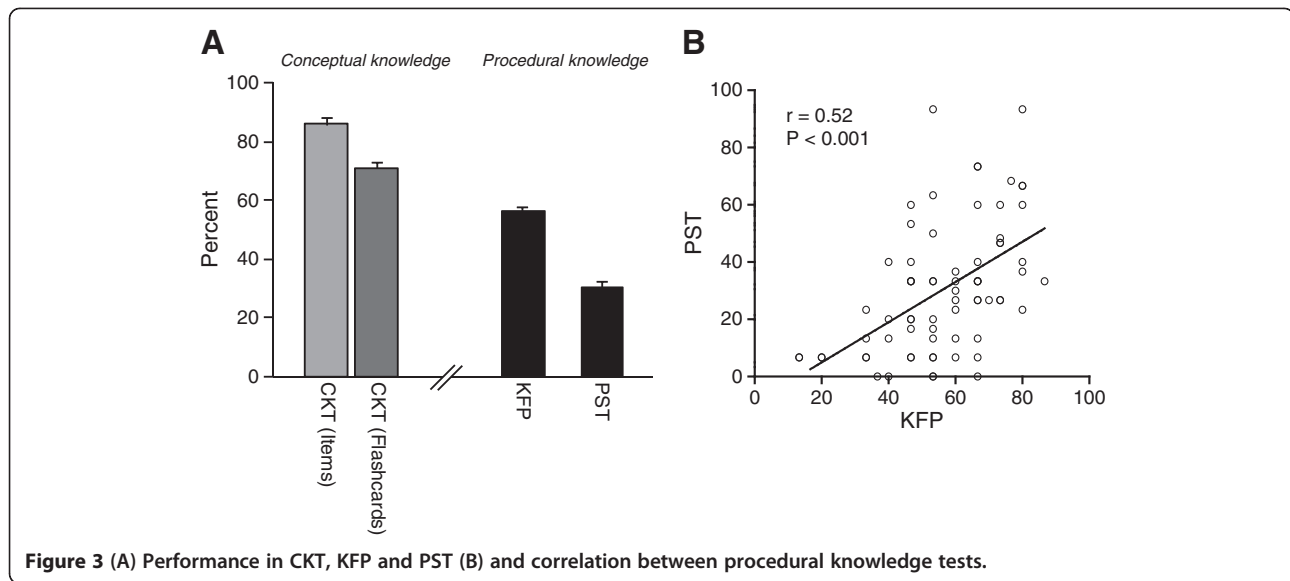 A
Conceptual knowledge
Procedural knowledge
Percent
100
80
60
40
20
0
CKT (Items)
CKT (Flashcards)
KFP
PST
B
r = 0.52
P < 0.001
PST
100
80
60
40
20
0
0 20 40 60 80 100
KFP
Figure 3 (A) Performance in CKT, KFP and PST (B) and correlation between procedural knowledge tests.